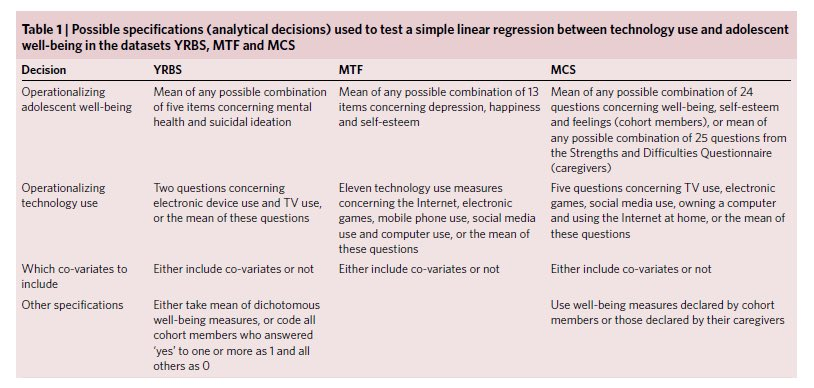 Table 1 | Possible specifications (analytical decisions) used to test a simple linear regression between technology use and adolescent
well-being in the datasets YRBS, MTF and MCS
Decision YRBS MTF MCS
Operationalizing
adolescent well-being
Mean of any possible combination
of five items concerning mental
health and suicidal ideation
Mean of any possible combination of 13
items concerning depression, happiness
and self-esteem
Mean of any possible combination of 24
questions concerning well-being, self-esteem
and feelings (cohort members), or mean of
any possible combination of 25 questions from
the Strengths and Difficulties Questionnaire
(caregivers)
Operationalizing
technology use
Two questions concerning
electronic device use and TV use,
or the mean of these questions
Eleven technology use measures
concerning the Internet, electronic
games, mobile phone use, social media
use and computer use, or the mean of
these questions
Five questions concerning TV use, electronic
games, social media use, owning a computer
and using the Internet at home, or the mean of
these questions
Which co-variates to
include
Either include co-variates or not
Either include co-variates or not
Either include co-variates or not
Other specifications
Either take mean of dichotomous
well-being measures, or code all
cohort members who answered
‘yes’ to one or more as 1 and all
others as 0
Use well-being measures declared by cohort
members or those declared by their caregivers